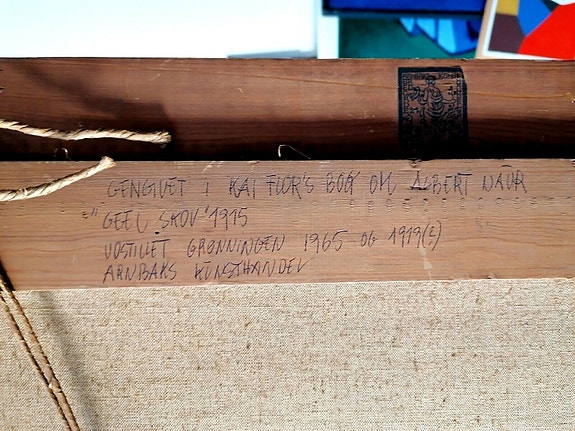 GENGIVET I KAI FLOR'S BOG OM ALBERT NAUR
"GEEL SKOV" 1915
UDSTILLET GRØNNINGEN 1965 OG 1919(?)
ARNBAKS KUNSTHANDEL